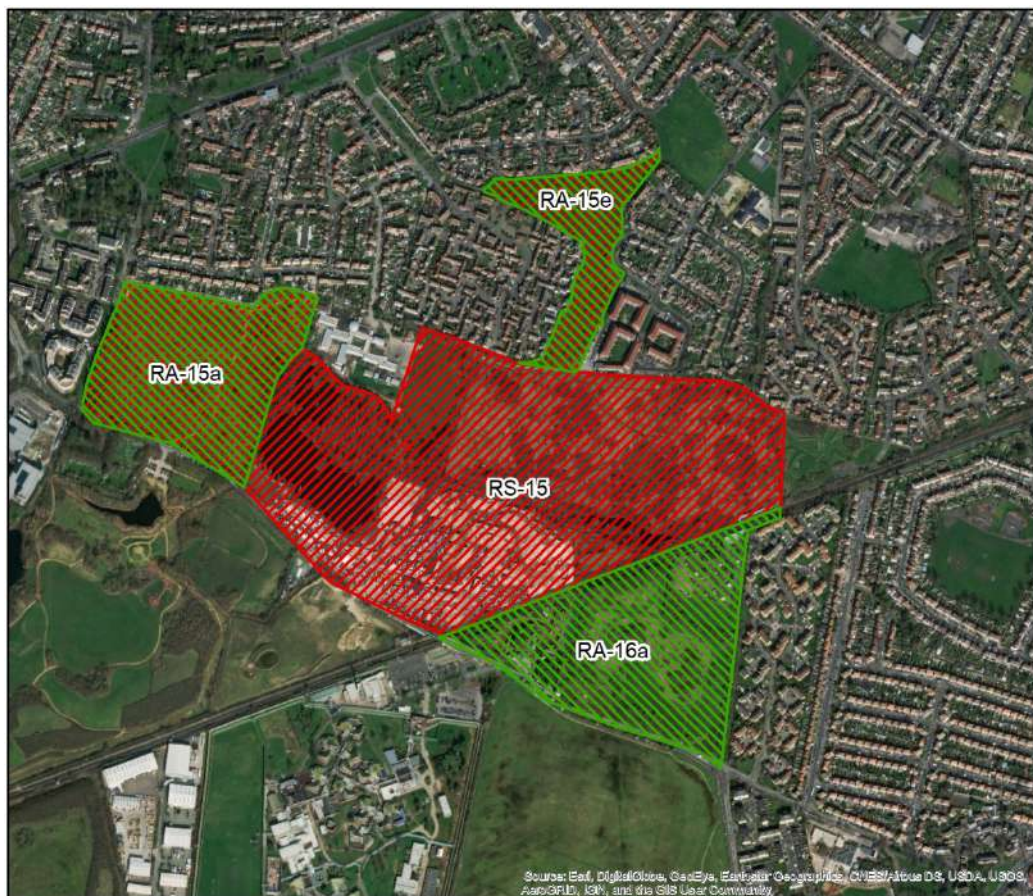 RA-15e
RA-15a
RS-15
RA-16a
Source: Esri, DigitalGlobe, GeoEye, Earthstar Geographics, CNES/Airbus DS, USDA, USGS,
AeroGRID, IGN, and the GIS User Community